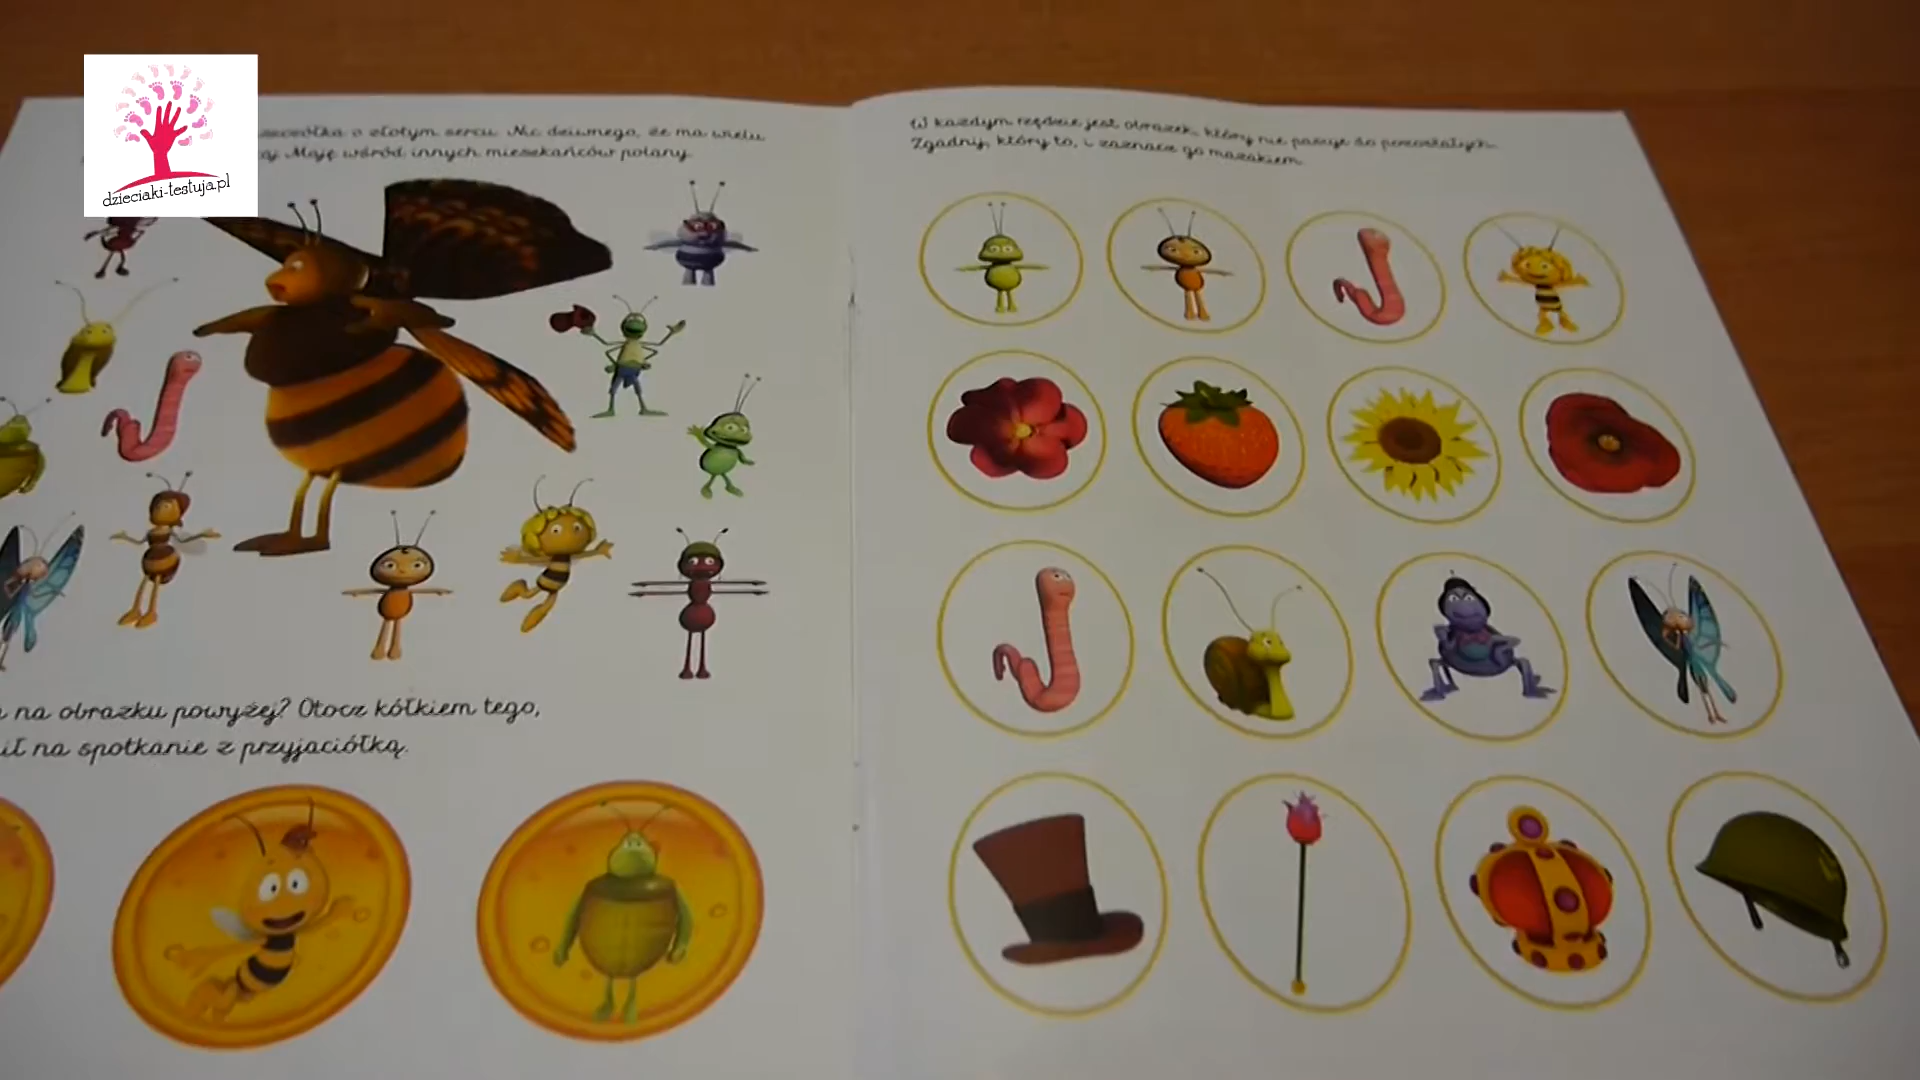 dzieciaki-testuja.pl
szczółka o złotym sercu. Nic dziwnego, że ma wielu
Maję wśród innych mieszkańców polany.
na obrazku powyżej? Otocz kółkiem tego,
ił na spotkanie z przyjaciółką.
W każdym rzędzie jest obrazek, który nie pasuje do pozostałych.
Zgadnij, który to, i zaznacz go mazakiem.